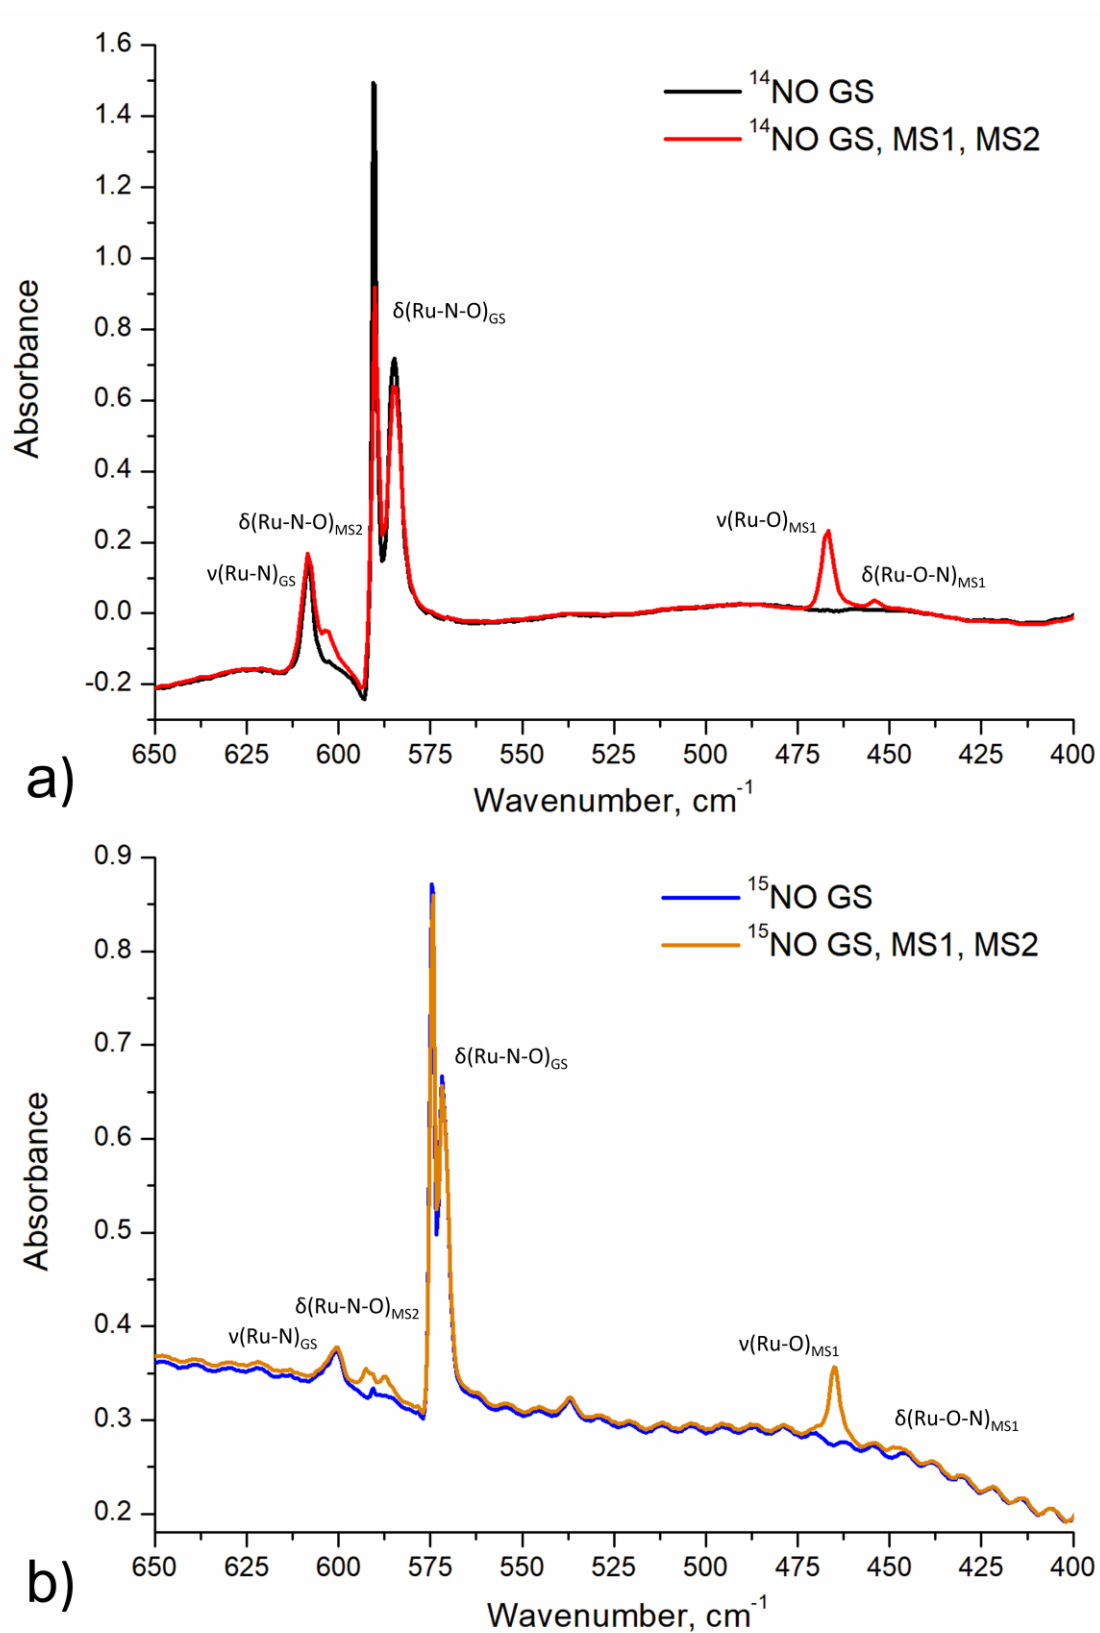 1.6
1.4
1.2
1.0
0.8
0.6
0.4
0.2
0.0
-0.2
Absorbance
¹⁴NO GS
¹⁴NO GS, MS1, MS2
δ(Ru-N-O)GS
δ(Ru-N-O)MS2
ν(Ru-N)GS
ν(Ru-O)MS1
δ(Ru-O-N)MS1
650 625 600 575 550 525 500 475 450 425 400
a)
Wavenumber, cm⁻¹
0.9
0.8
0.7
0.6
0.5
0.4
0.3
0.2
Absorbance
¹⁵NO GS
¹⁵NO GS, MS1, MS2
δ(Ru-N-O)GS
δ(Ru-N-O)MS2
ν(Ru-N)GS
ν(Ru-O)MS1
δ(Ru-O-N)MS1
650 625 600 575 550 525 500 475 450 425 400
b)
Wavenumber, cm⁻¹